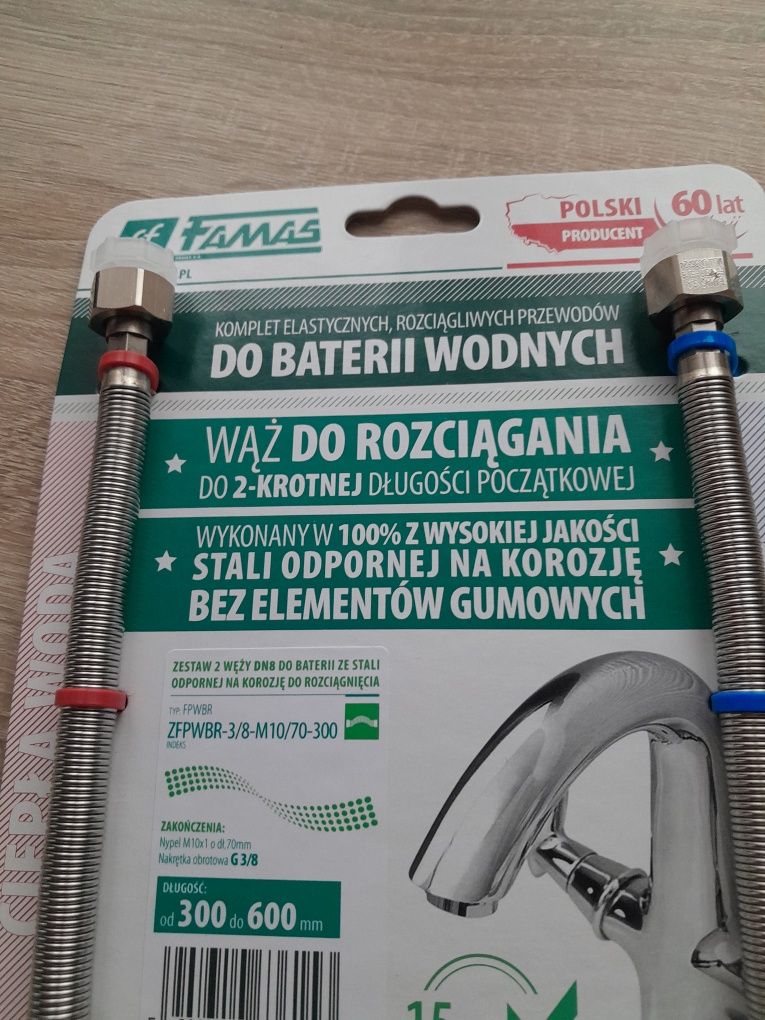 FAMAS
PL
POLSKI
PRODUCENT
60 lat
KOMPLET ELASTYCZNYCH, ROZCIĄGLIWYCH PRZEWODÓW
DO BATERII WODNYCH
WĄŻ DO ROZCIĄGANIA
DO 2-KROTNEJ DŁUGOŚCI POCZĄTKOWEJ
WYKONANY W 100% Z WYSOKIEJ JAKOŚCI
STALI ODPORNEJ NA KOROZJĘ
BEZ ELEMENTÓW GUMOWYCH
CIEPŁA WODA
ZESTAW 2 WĘŻY DN8 DO BATERII ZE STALI
ODPORNEJ NA KOROZJĘ DO ROZCIĄGNIĘCIA
TYP: FPWBR
ZFPWBR-3/8-M10/70-300
INDEKS
ZAKOŃCZENIA:
Nypel M10x1 o dł.70mm
Nakrętka obrotowa G 3/8
DŁUGOŚĆ:
od 300 do 600 mm
15